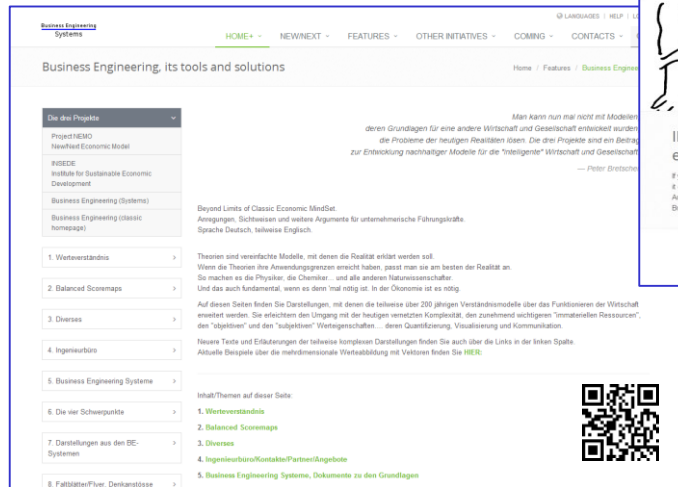 LANGUAGES | HELP |
Business Engineering
Systems
HOME+ NEW/NEXT FEATURES OTHER INITIATIVES COMING CONTACTS
Business Engineering, its tools and solutions
Home / Features / Business Enginee
Die drei Projekte
Project NEMO
New/Next Economic Model
INSEDE
Institute for Sustainable Economic
Development
Business Engineering (Systems)
Business Engineering (classic
homepage)
1. Werteverständnis
2. Balanced Scoremaps
3. Diverses
4. Ingenieurbüro
5. Business Engineering Systeme
6. Die vier Schwerpunkte
7. Darstellungen aus den BE-
Systemen
8. Faltblätter/Flyer, Denkanstösse
Man kann nun mal nicht mit Modellen
deren Grundlagen für eine andere Wirtschaft und Gesellschaft entwickelt wurden
die Probleme der heutigen Realitäten lösen. Die drei Projekte sind ein Beitrag
zur Entwicklung nachhaltiger Modelle für die "intelligente" Wirtschaft und Gesellschaft
— Peter Bretscher
Beyond Limits of Classic Economic MindSet.
Anregungen, Sichtweisen und weitere Argumente für unternehmerische Führungskräfte.
Sprache Deutsch, teilweise Englisch.
Theorien sind vereinfachte Modelle, mit denen die Realität erklärt werden soll.
Wenn die Theorien ihre Anwendungsgrenzen erreicht haben, passt man sie am besten der Realität an.
So machen es die Physiker, die Chemiker... und alle anderen Naturwissenschafter.
Und das auch fundamental, wenn es denn 'mal nötig ist. In der Ökonomie ist es nötig.
Auf diesen Seiten finden Sie Darstellungen, mit denen die teilweise über 200 jährigen Verständnismodelle über das Funktionieren der Wirtschaft
erweitert werden. Sie erleichtern den Umgang mit der heutigen vernetzten Komplexität, den zunehmend wichtigeren "immateriellen Ressourcen",
den "objektiven" und den "subjektiven" Werteigenschaften.... deren Quantifizierung, Visualisierung und Kommunikation.
Neuere Texte und Erläuterungen der teilweise komplexen Darstellungen finden Sie auch über die Links in der linken Spalte.
Aktuelle Beispiele über die mehrdimensionale Werteabbildung mit Vektoren finden Sie HIER:
Inhalt/Themen auf dieser Seite:
1. Werteverständnis
2. Balanced Scoremaps
3. Diverses
4. Ingenieurbüro/Kontakte/Partner/Angebote
5. Business Engineering Systeme, Dokumente zu den Grundlagen